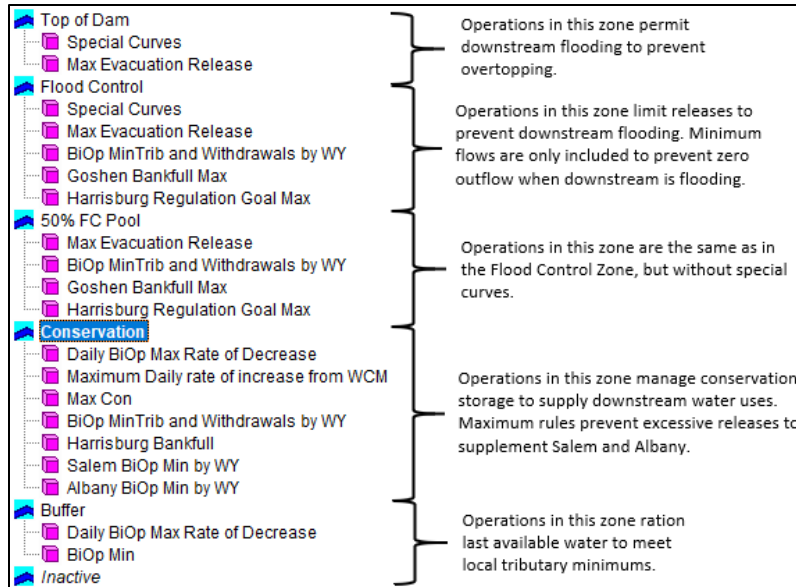 Top of Dam
Special Curves
Max Evacuation Release
Operations in this zone permit
downstream flooding to prevent
overtopping.
Flood Control
Special Curves
Max Evacuation Release
BiOp MinTrib and Withdrawals by WY
Goshen Bankfull Max
Harrisburg Regulation Goal Max
Operations in this zone limit releases to
prevent downstream flooding. Minimum
flows are only included to prevent zero
outflow when downstream is flooding.
50% FC Pool
Max Evacuation Release
BiOp MinTrib and Withdrawals by WY
Goshen Bankfull Max
Harrisburg Regulation Goal Max
Operations in this zone are the same as in
the Flood Control Zone, but without special
curves.
Conservation
Daily BiOp Max Rate of Decrease
Maximum Daily rate of increase from WCM
Max Con
BiOp MinTrib and Withdrawals by WY
Harrisburg Bankfull
Salem BiOp Min by WY
Albany BiOp Min by WY
Operations in this zone manage conservation
storage to supply downstream water uses.
Maximum rules prevent excessive releases to
supplement Salem and Albany.
Buffer
Daily BiOp Max Rate of Decrease
BiOp Min
Operations in this zone ration
last available water to meet
local tributary minimums.
Inactive